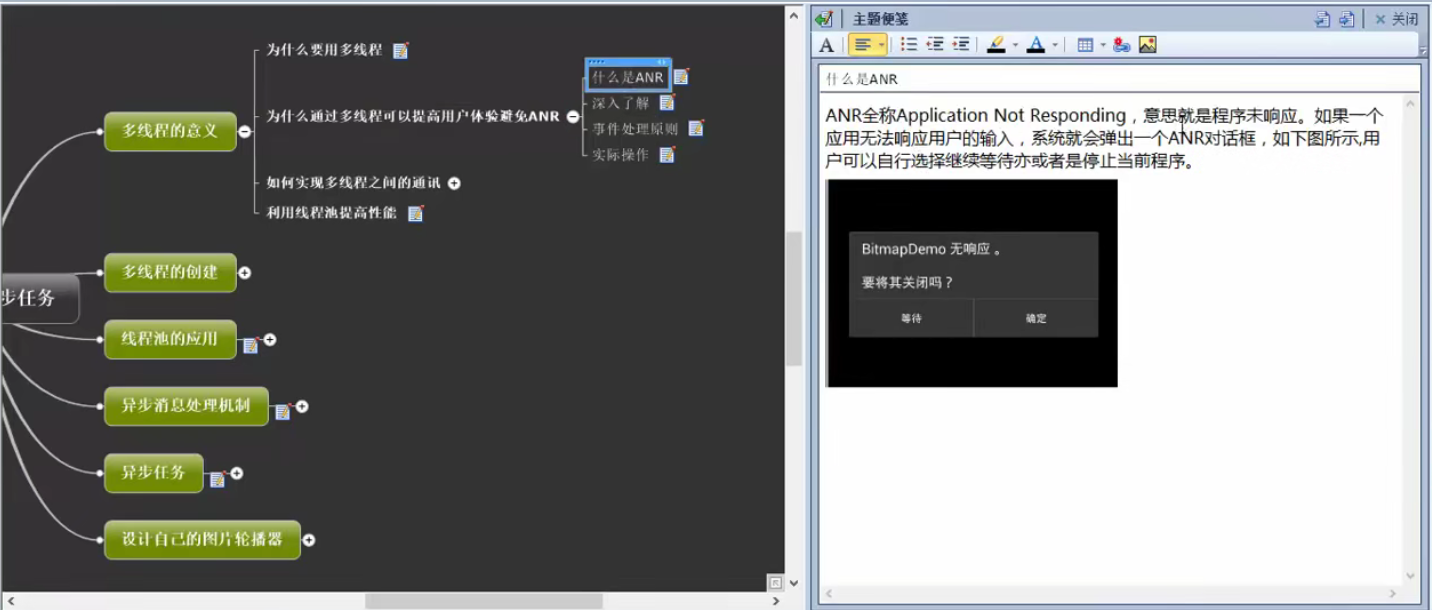 为什么要用多线程
什么是ANR
深入了解
为什么通过多线程可以提高用户体验避免ANR
事件处理原则
多线程的意义
实际操作
如何实现多线程之间的通讯
利用线程池提高性能
多线程的创建
步任务
线程池的应用
异步消息处理机制
异步任务
设计自己的图片轮播器
主题便笺
关闭
什么是ANR
ANR全称Application Not Responding，意思就是程序未响应。如果一个
应用无法响应用户的输入，系统就会弹出一个ANR对话框，如下图所示,用
户可以自行选择继续等待亦或者是停止当前程序。
BitmapDemo 无响应 。
要将其关闭吗？
等待
确定